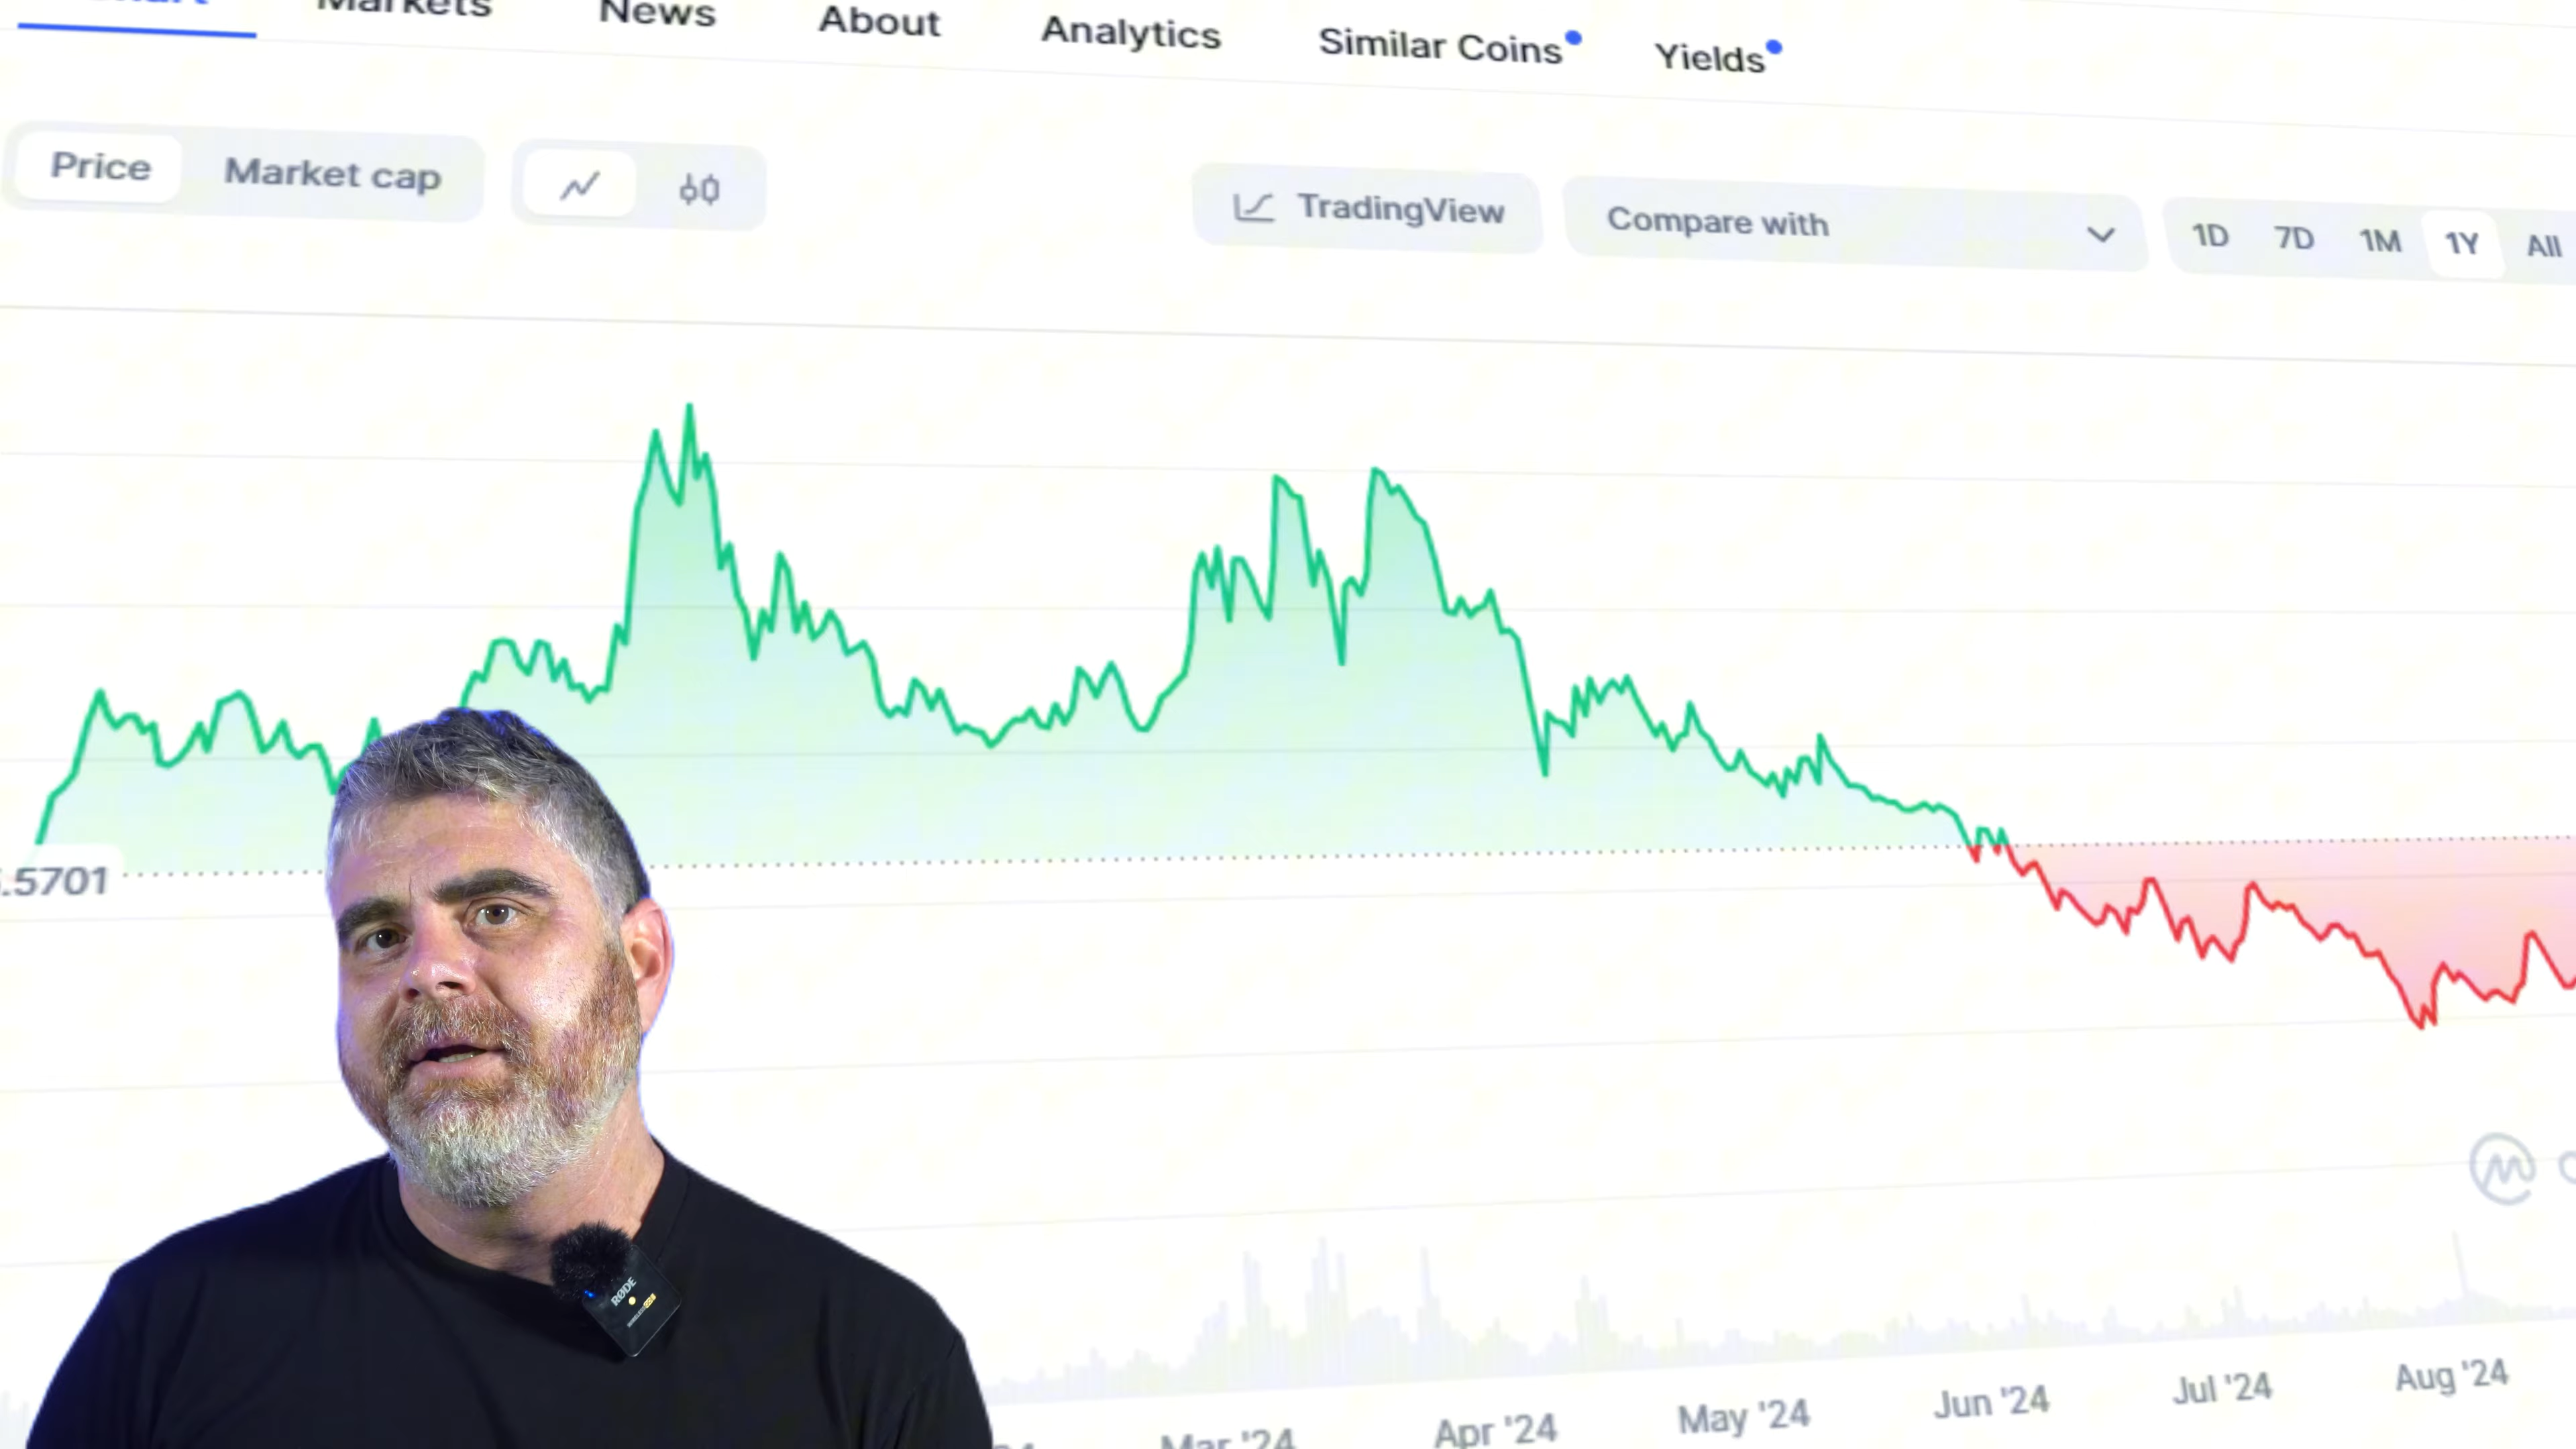 Markets News About Analytics Similar Coins Yields
Price Market cap TradingView Compare with 1D 7D 1M 1Y All
.5701
RØDE
Mar '24 Apr '24 May '24 Jun '24 Jul '24 Aug '24